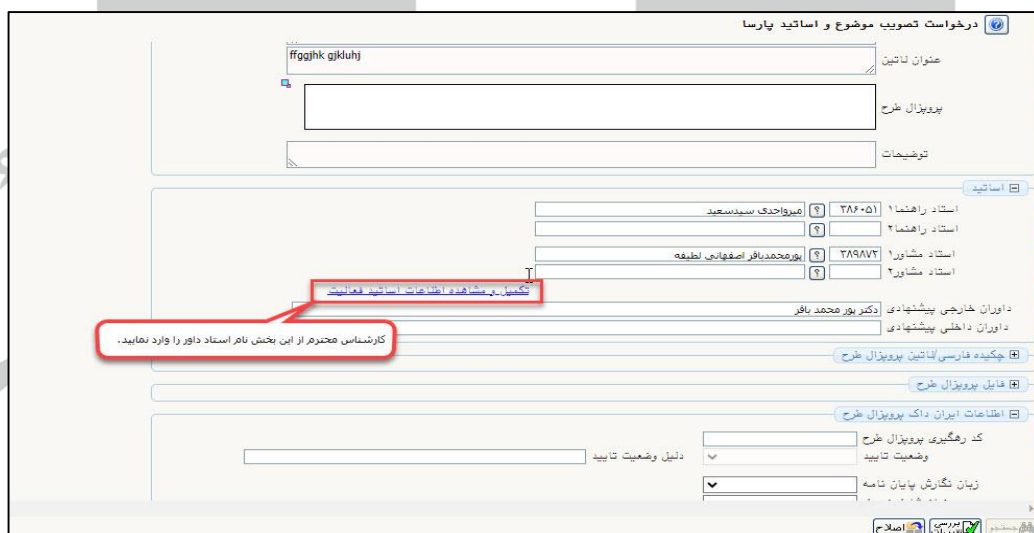 درخواست تصویب موضوع و اساتید پارسا
عنوان لاتین
ffggjhk gjkluhj
پروپزال طرح
توضیحات
اساتید
استاد راهنما۱ ۳۸۶۰۵۱ ؟ میرواحدی سیدسعید
استاد راهنما۲ ؟
استاد مشاور۱ ۳۸۹۸۷۲ ؟ پورمحمدباقر اصفهانی لطیفه
استاد مشاور۲ ؟
تکمیل و مشاهده اطلاعات اساتید فعالیت
داوران خارجی پیشنهادی دکتر پور محمد باقر
داوران داخلی پیشنهادی
کارشناس محترم از این بخش نام استاد داور را وارد نمایید.
چکیده فارسی/لاتین پروپزال طرح
فایل پروپزال طرح
اطلاعات ایران داک پروپزال طرح
کد رهگیری پروپزال طرح
وضعیت تایید دلیل وضعیت تایید
زبان نگارش پایان نامه
جستجو بررسی تغییرات اصلاح